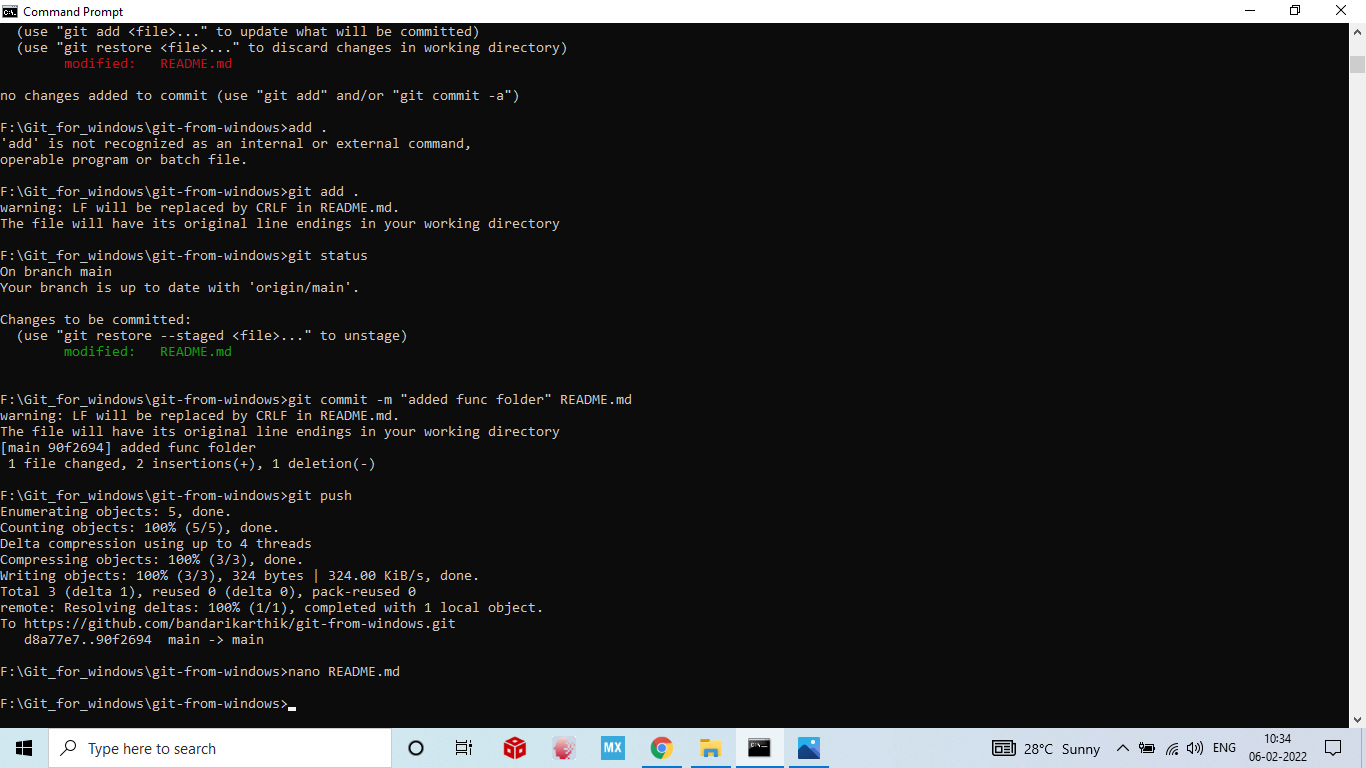 Command Prompt
  (use "git add <file>..." to update what will be committed)
  (use "git restore <file>..." to discard changes in working directory)
        modified:   README.md
no changes added to commit (use "git add" and/or "git commit -a")
F:\Git_for_windows\git-from-windows>add .
'add' is not recognized as an internal or external command,
operable program or batch file.
F:\Git_for_windows\git-from-windows>git add .
warning: LF will be replaced by CRLF in README.md.
The file will have its original line endings in your working directory
F:\Git_for_windows\git-from-windows>git status
On branch main
Your branch is up to date with 'origin/main'.
Changes to be committed:
  (use "git restore --staged <file>..." to unstage)
        modified:   README.md
F:\Git_for_windows\git-from-windows>git commit -m "added func folder" README.md
warning: LF will be replaced by CRLF in README.md.
The file will have its original line endings in your working directory
[main 90f2694] added func folder
 1 file changed, 2 insertions(+), 1 deletion(-)
F:\Git_for_windows\git-from-windows>git push
Enumerating objects: 5, done.
Counting objects: 100% (5/5), done.
Delta compression using up to 4 threads
Compressing objects: 100% (3/3), done.
Writing objects: 100% (3/3), 324 bytes | 324.00 KiB/s, done.
Total 3 (delta 1), reused 0 (delta 0), pack-reused 0
remote: Resolving deltas: 100% (1/1), completed with 1 local object.
To https://github.com/bandarikarthik/git-from-windows.git
   d8a77e7..90f2694  main -> main
F:\Git_for_windows\git-from-windows>nano README.md
F:\Git_for_windows\git-from-windows>
Type here to search
MX
28°C Sunny
ENG
10:34
06-02-2022